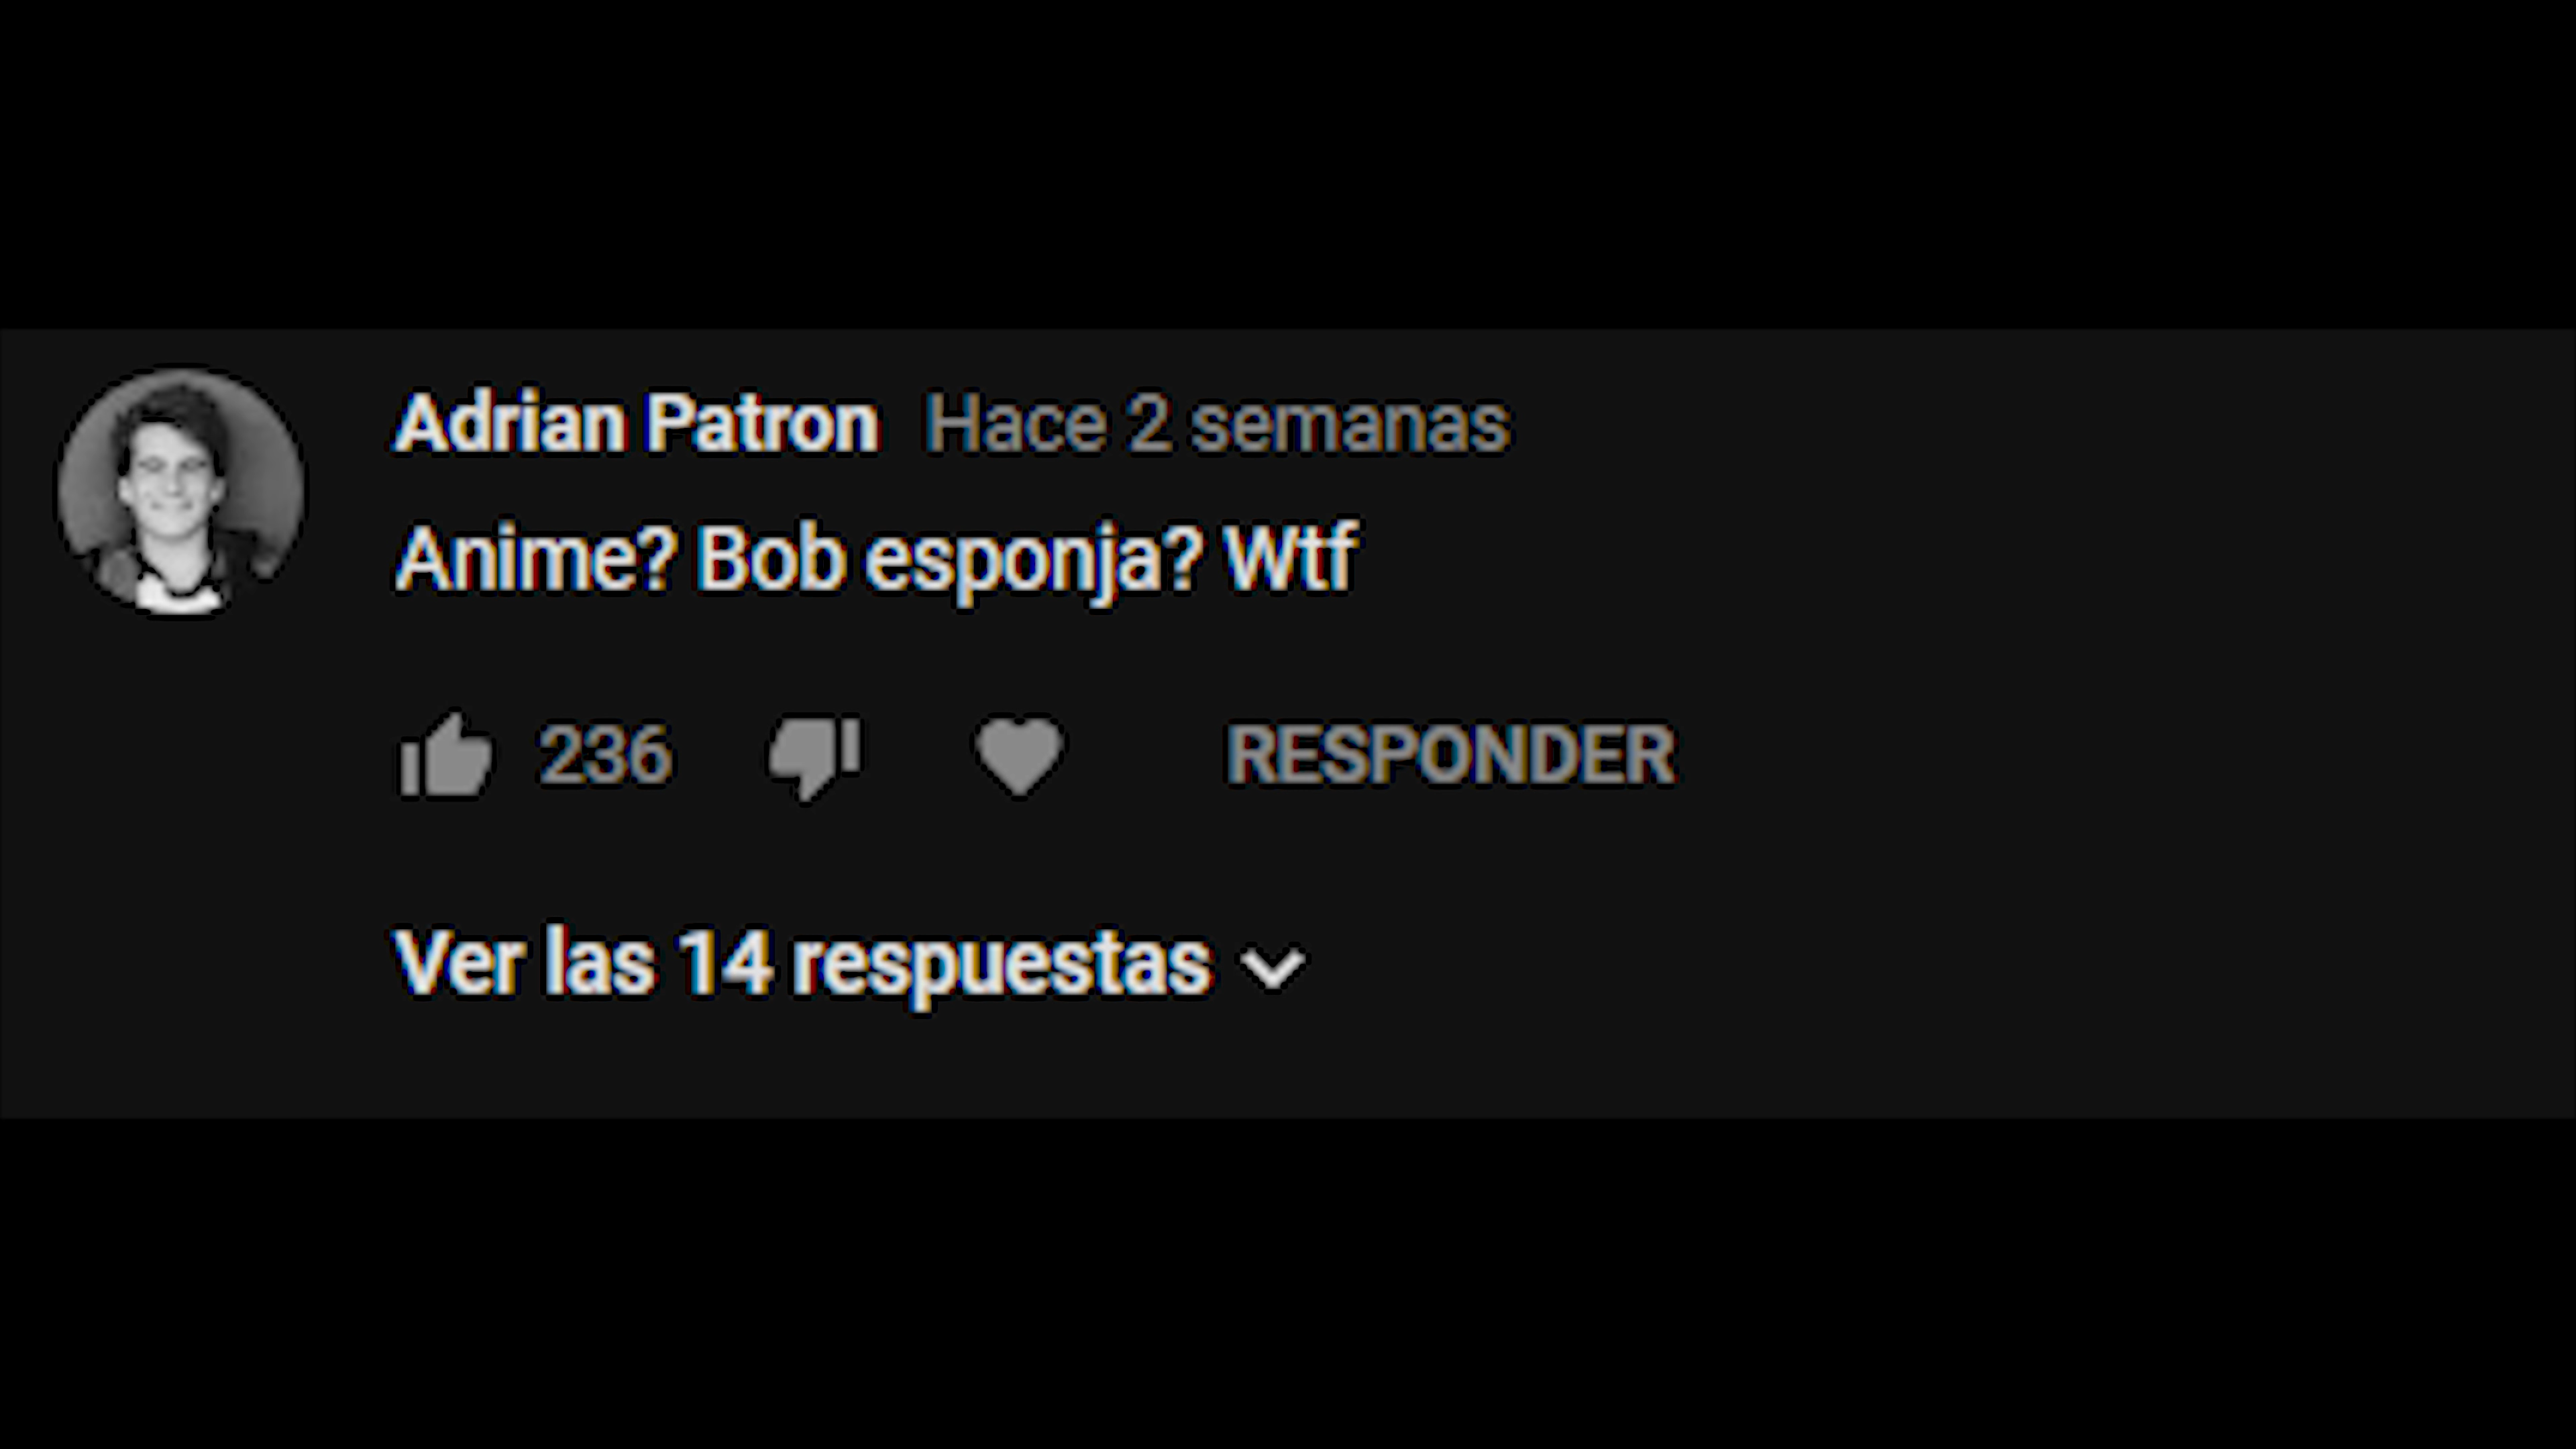 Adrian Patron Hace 2 semanas
Anime? Bob esponja? Wtf
236 RESPONDER
Ver las 14 respuestas